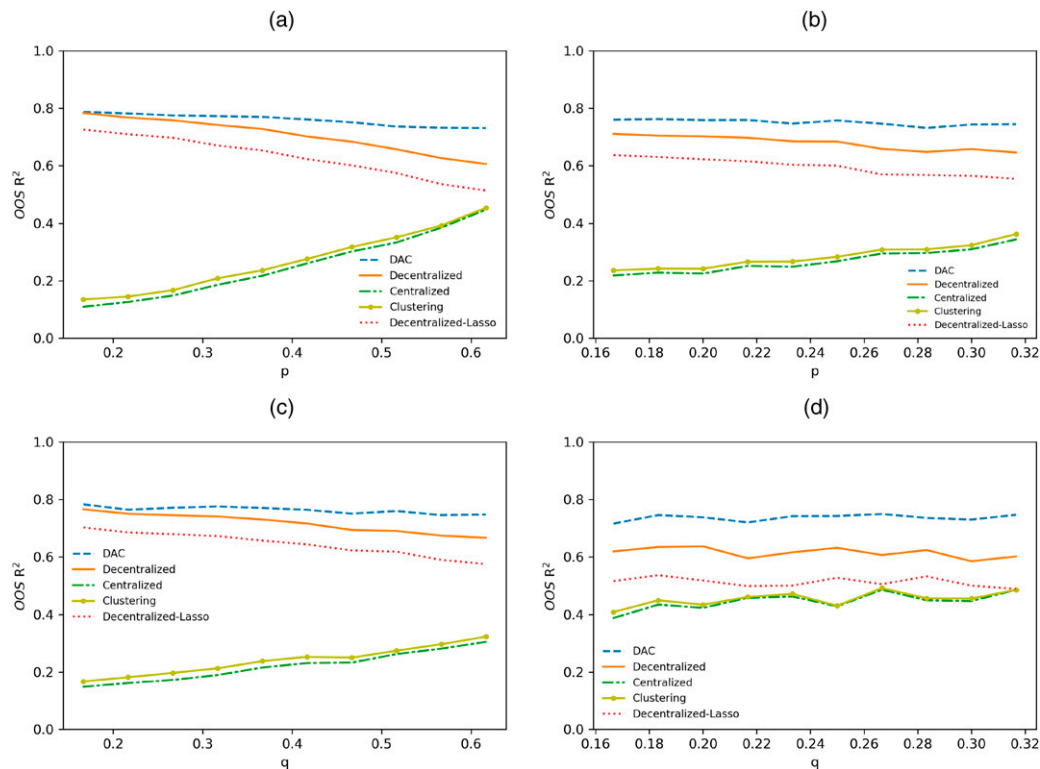 (a)
1.0
0.8
0.6
0.4
0.2
0.0
OOS R²
DAC
Decentralized
Centralized
Clustering
Decentralized-Lasso
0.2
0.3
0.4
0.5
0.6
p
(b)
1.0
0.8
0.6
0.4
0.2
0.0
OOS R²
DAC
Decentralized
Centralized
Clustering
Decentralized-Lasso
0.16
0.18
0.20
0.22
0.24
0.26
0.28
0.30
0.32
p
(c)
1.0
0.8
0.6
0.4
0.2
0.0
OOS R²
DAC
Decentralized
Centralized
Clustering
Decentralized-Lasso
0.2
0.3
0.4
0.5
0.6
q
(d)
1.0
0.8
0.6
0.4
0.2
0.0
OOS R²
DAC
Decentralized
Centralized
Clustering
Decentralized-Lasso
0.16
0.18
0.20
0.22
0.24
0.26
0.28
0.30
0.32
q